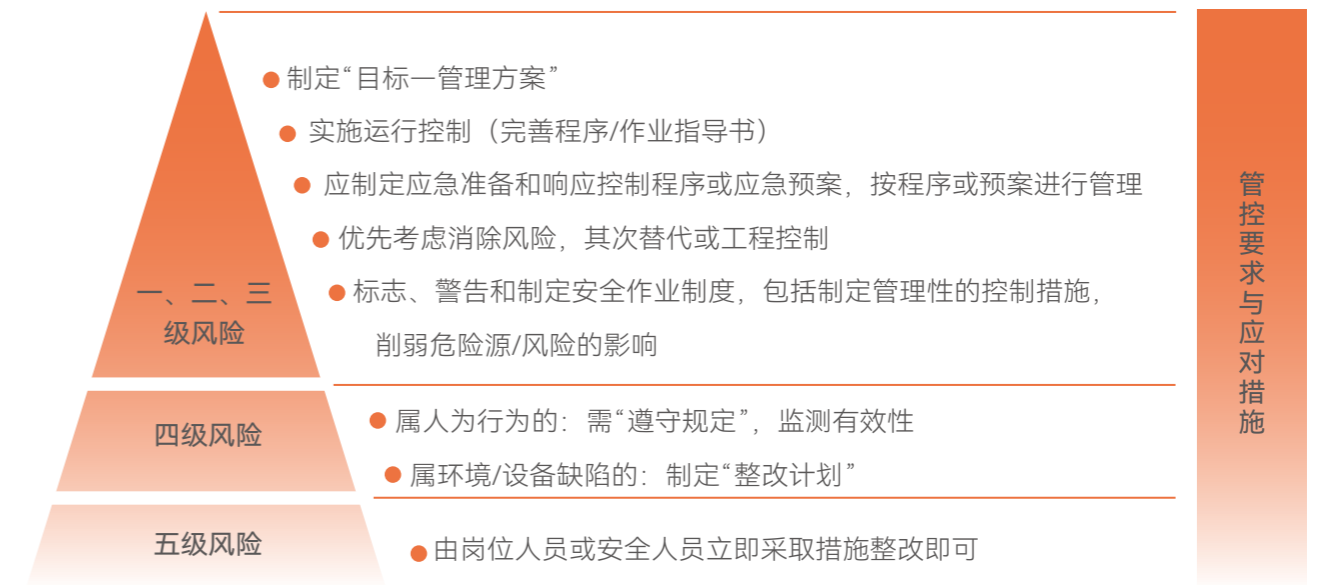 制定“目标一管理方案”
实施运行控制（完善程序/作业指导书）
应制定应急准备和响应控制程序或应急预案，按程序或预案进行管理
优先考虑消除风险，其次替代或工程控制
一、二、三
级风险
标志、警告和制定安全作业制度，包括制定管理性的控制措施，
削弱危险源/风险的影响
四级风险
属人为行为的：需“遵守规定”，监测有效性
属环境/设备缺陷的：制定“整改计划”
五级风险
由岗位人员或安全人员立即采取措施整改即可
管控要求与应对措施